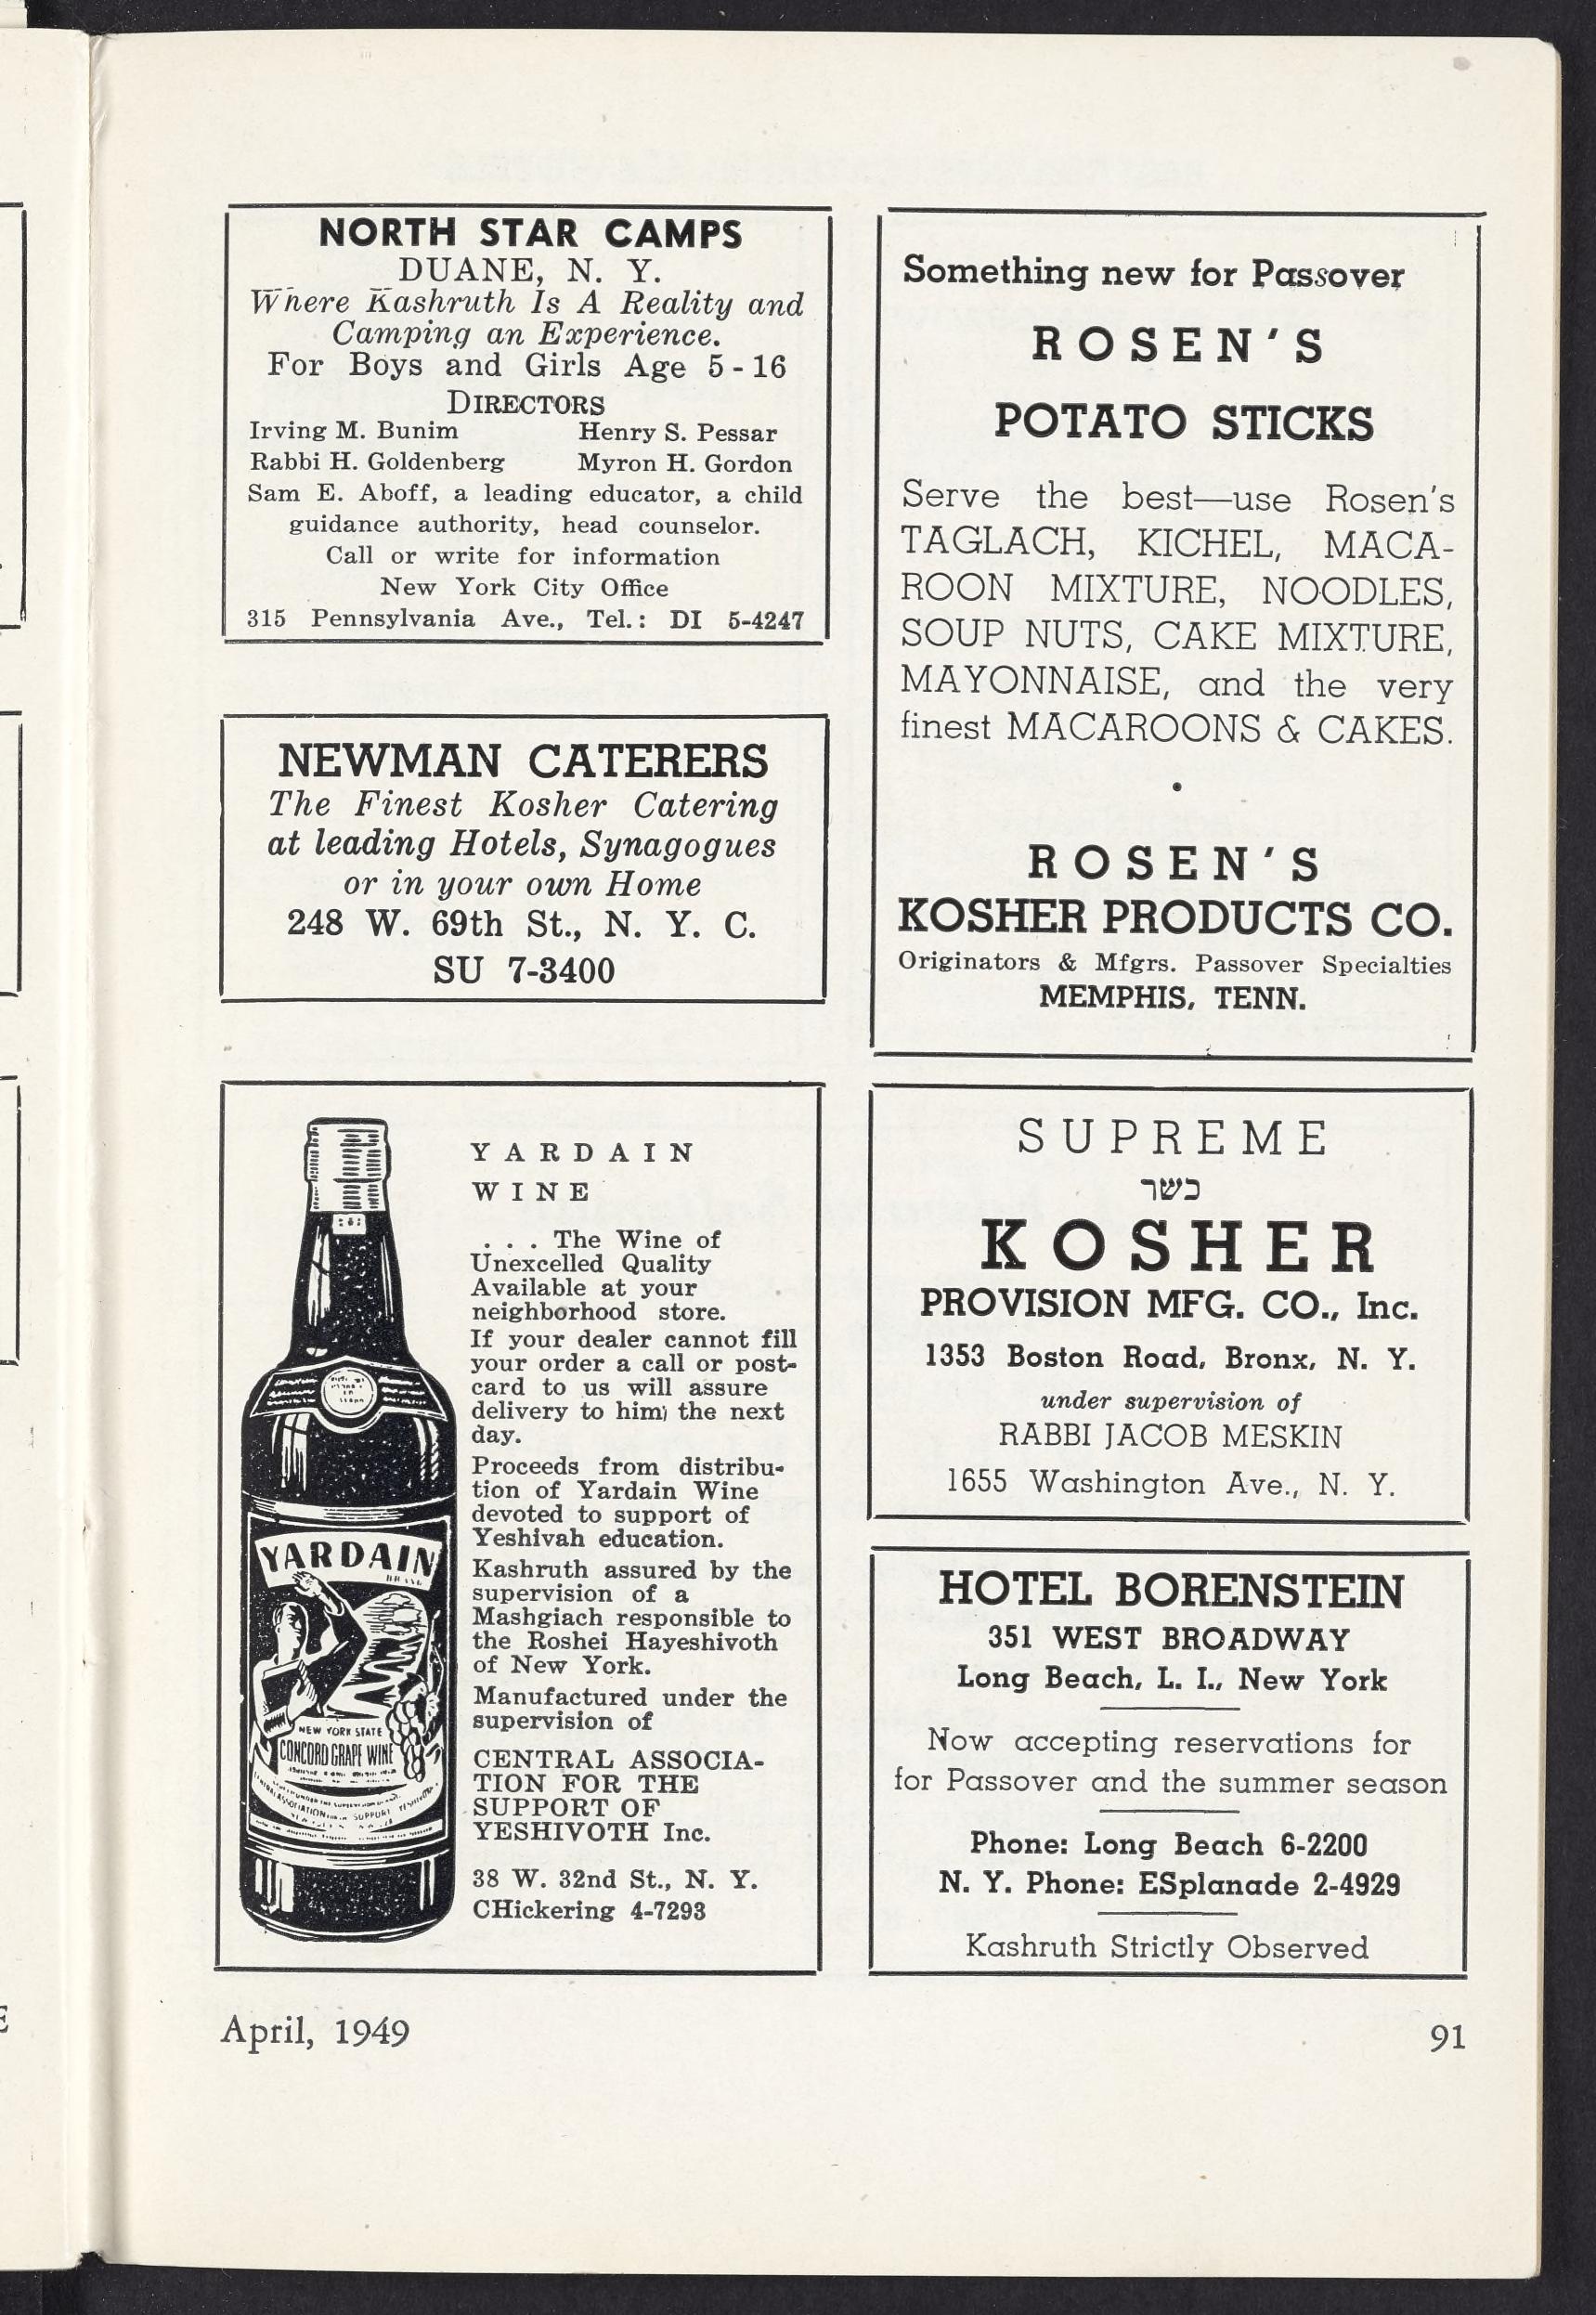 NORTH STAR CAMPS
DUANE, N. Y.
Where Kashruth Is A Reality and
Camping an Experience.
For Boys and Girls Age 5 - 16
DIRECTORS
Irving M. Bunim Henry S. Pessar
Rabbi H. Goldenberg Myron H. Gordon
Sam E. Aboff, a leading educator, a child
guidance authority, head counselor.
Call or write for information
New York City Office
315 Pennsylvania Ave., Tel.: DI 5-4247
NEWMAN CATERERS
The Finest Kosher Catering
at leading Hotels, Synagogues
or in your own Home
248 W. 69th St., N. Y. C.
SU 7-3400
YARDAIN
WINE
. . . The Wine of
Unexcelled Quality
Available at your
neighborhood store.
If your dealer cannot fill
your order a call or post-
card to us will assure
delivery to him the next
day.
Proceeds from distribu-
tion of Yardain Wine
devoted to support of
Yeshivah education.
Kashruth assured by the
supervision of a
Mashgiach responsible to
the Roshei Hayeshivoth
of New York.
Manufactured under the
supervision of
CENTRAL ASSOCIA-
TION FOR THE
SUPPORT OF
YESHIVOTH Inc.
38 W. 32nd St., N. Y.
CHickering 4-7293
YARDAIN
BRAND
NEW YORK STATE
CONCORD GRAPE WINE
Something new for Passover
ROSEN'S
POTATO STICKS
Serve the best—use Rosen's
TAGLACH, KICHEL, MACA-
ROON MIXTURE, NOODLES,
SOUP NUTS, CAKE MIXTURE,
MAYONNAISE, and the very
finest MACAROONS & CAKES.
•
ROSEN'S
KOSHER PRODUCTS CO.
Originators & Mfgrs. Passover Specialties
MEMPHIS, TENN.
SUPREME
כשר
KOSHER
PROVISION MFG. CO., Inc.
1353 Boston Road, Bronx, N. Y.
under supervision of
RABBI JACOB MESKIN
1655 Washington Ave., N. Y.
HOTEL BORENSTEIN
351 WEST BROADWAY
Long Beach, L. I., New York
Now accepting reservations for
for Passover and the summer season
Phone: Long Beach 6-2200
N. Y. Phone: ESplanade 2-4929
Kashruth Strictly Observed
April, 1949
91